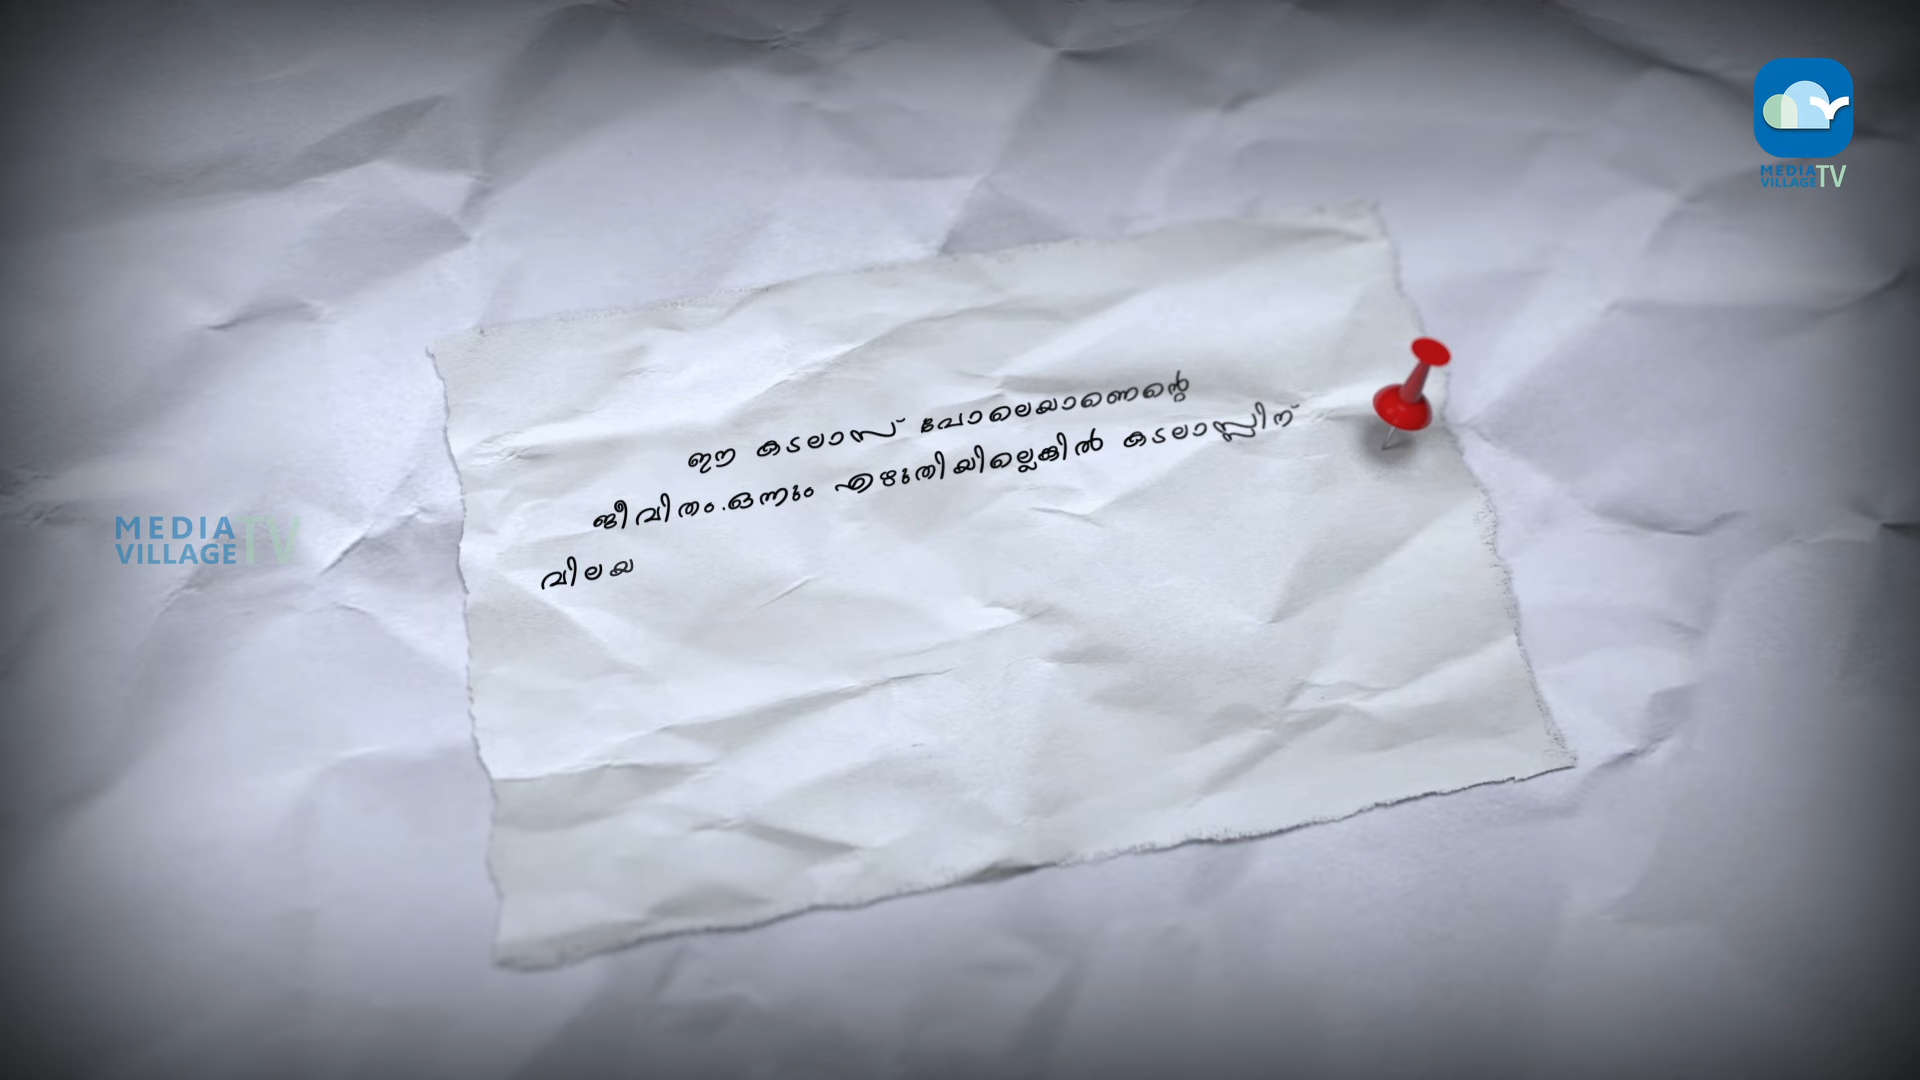 MEDIA
VILLAGE TV
ഈ കടലാസ് പോലെയാണെന്റെ
ജീവിതം.ഒന്നും എഴുതിയില്ലെങ്കിൽ കടലാസ്സിന്
വിലയ
MEDIA
VILLAGE TV